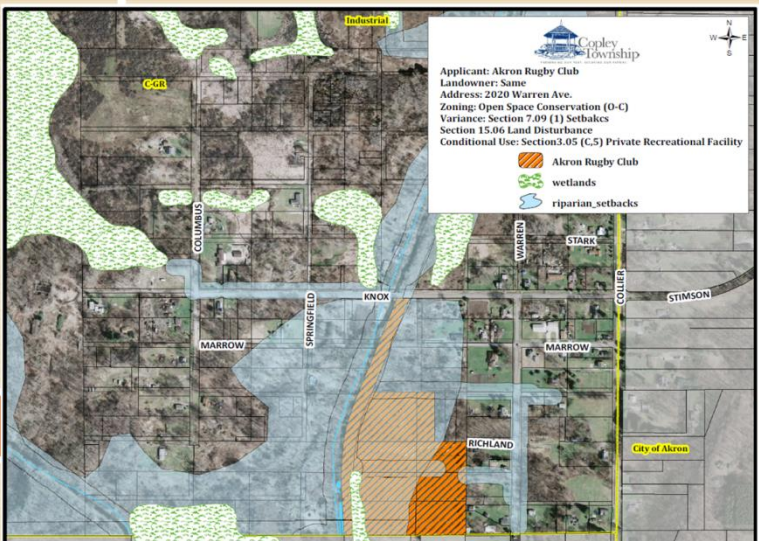 Industrial
C-GR
N
W E
S
Copley
Township
Applicant: Akron Rugby Club
Landowner: Same
Address: 2020 Warren Ave.
Zoning: Open Space Conservation (O-C)
Variance: Section 7.09 (1) Setbakcs
Section 15.06 Land Disturbance
Conditional Use: Section3.05 (C,5) Private Recreational Facility
Akron Rugby Club
wetlands
riparian_setbacks
COLUMBUS
WARREN
STARK
COLLIER
SPRINGFIELD
KNOX
STIMSON
MARROW
MARROW
RICHLAND
City of Akron